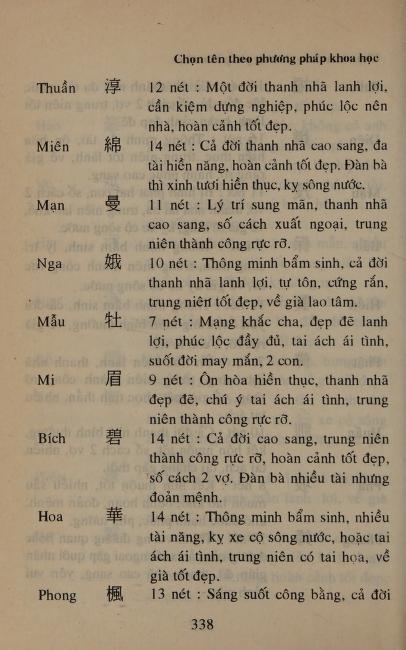 Chọn tên theo phương pháp khoa học
Thuần 淳 12 nét : Một đời thanh nhã lanh lợi,
cần kiệm dựng nghiệp, phúc lộc nên
nhà, hoàn cảnh tốt đẹp.
Miên 綿 14 nét : Cả đời thanh nhã cao sang, đa
tài hiền năng, hoàn cảnh tốt đẹp. Đàn bà
thì xinh tươi hiền thục, kỵ sông nước.
Mạn 曼 11 nét : Lý trí sung mãn, thanh nhã
cao sang, số cách xuất ngoại, trung
niên thành công rực rỡ.
Nga 娥 10 nét : Thông minh bẩm sinh, cả đời
thanh nhã lanh lợi, tự tôn, cứng rắn,
trung niên tốt đẹp, về già lao tâm.
Mẫu 牡 7 nét : Mạng khắc cha, đẹp đẽ lanh
lợi, phúc lộc đầy đủ, tai ách ái tình,
suốt đời may mắn, 2 con.
Mi 眉 9 nét : Ôn hòa hiền thục, thanh nhã
đẹp đẽ, chú ý tai ách ái tình, trung
niên thành công rực rỡ.
Bích 碧 14 nét : Cả đời cao sang, trung niên
thành công rực rỡ, hoàn cảnh tốt đẹp,
số cách 2 vợ. Đàn bà nhiều tài nhưng
đoản mệnh.
Hoa 華 14 nét : Thông minh bẩm sinh, nhiều
tài năng, kỵ xe cộ sông nước, hoặc tai
ách ái tình, trung niên có tai họa, về
già tốt đẹp.
Phong 楓 13 nét : Sáng suốt công bằng, cả đời
338